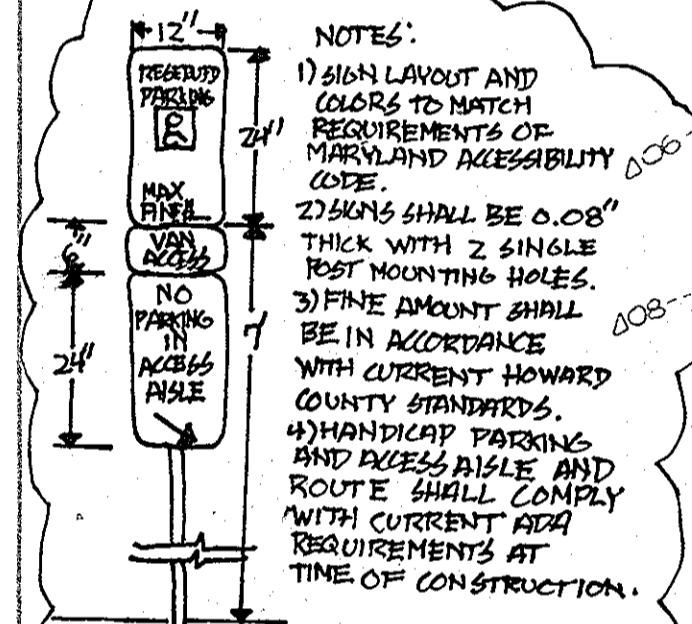 12"
RESERVED
PARKING
MAX
FINE
24"
VAN
ACCESS
6"
NO
PARKING
IN
ACCESS
AISLE
24"
7'
NOTES:
1) SIGN LAYOUT AND
COLORS TO MATCH
REQUIREMENTS OF
MARYLAND ACCESSIBILITY
CODE.
2) SIGNS SHALL BE 0.08"
THICK WITH 2 SINGLE
POST MOUNTING HOLES.
3) FINE AMOUNT SHALL
BE IN ACCORDANCE
WITH CURRENT HOWARD
COUNTY STANDARDS.
4) HANDICAP PARKING
AND ACCESS AISLE AND
ROUTE SHALL COMPLY
WITH CURRENT ADA
REQUIREMENTS AT
TIME OF CONSTRUCTION.
Δ06-
Δ08--